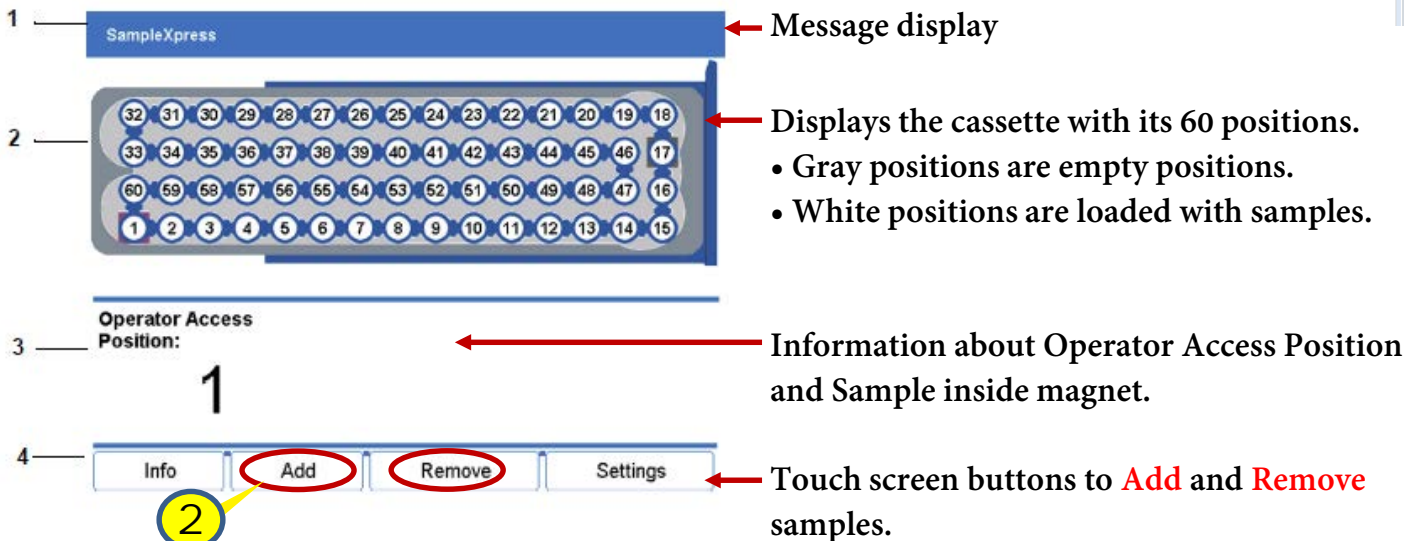 1
SampleXpress
Message display
2
32 31 30 29 28 27 26 25 24 23 22 21 20 19 18
33 34 35 36 37 38 39 40 41 42 43 44 45 46 17
60 59 58 57 56 55 54 53 52 51 50 49 48 47 16
1 2 3 4 5 6 7 8 9 10 11 12 13 14 15
Displays the cassette with its 60 positions.
• Gray positions are empty positions.
• White positions are loaded with samples.
3
Operator Access
Position:
1
Information about Operator Access Position
and Sample inside magnet.
4
Info Add Remove Settings
2
Touch screen buttons to Add and Remove
samples.